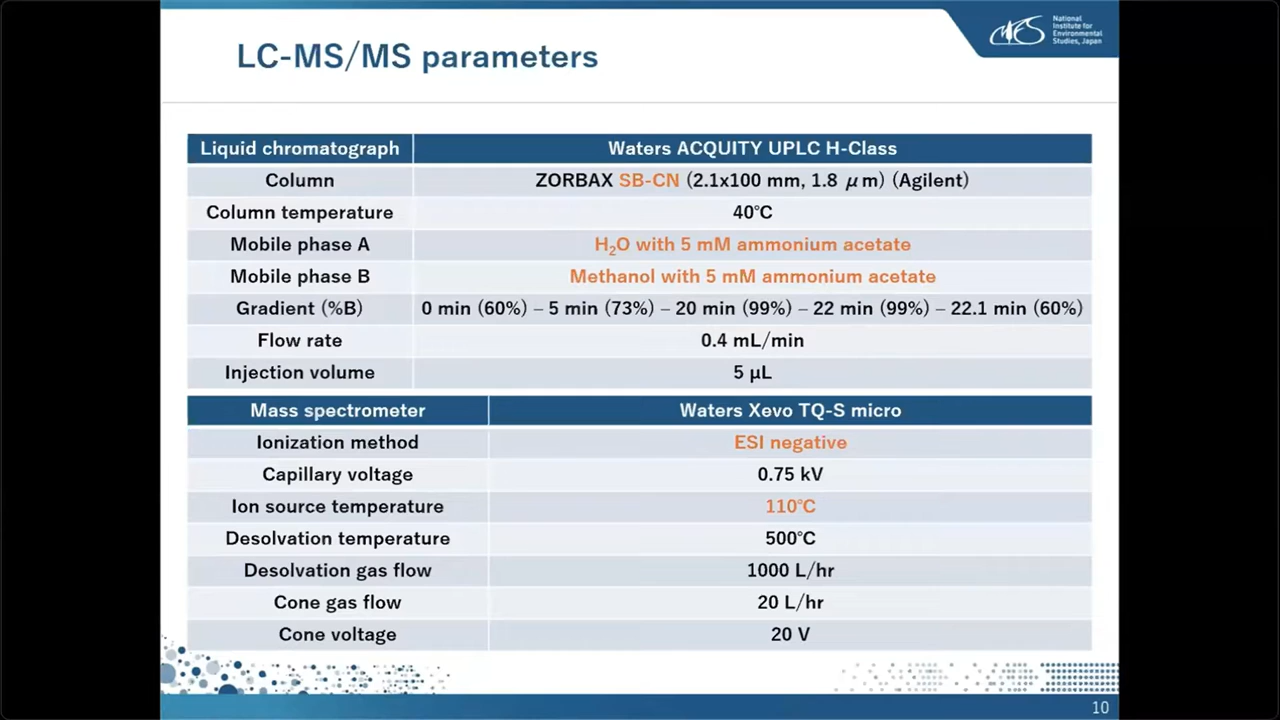 National
Institute for
Environmental
Studies, Japan
LC-MS/MS parameters
Liquid chromatograph Waters ACQUITY UPLC H-Class
Column ZORBAX SB-CN (2.1x100 mm, 1.8 μm) (Agilent)
Column temperature 40℃
Mobile phase A H₂O with 5 mM ammonium acetate
Mobile phase B Methanol with 5 mM ammonium acetate
Gradient (%B) 0 min (60%) – 5 min (73%) – 20 min (99%) – 22 min (99%) – 22.1 min (60%)
Flow rate 0.4 mL/min
Injection volume 5 μL
Mass spectrometer Waters Xevo TQ-S micro
Ionization method ESI negative
Capillary voltage 0.75 kV
Ion source temperature 110℃
Desolvation temperature 500℃
Desolvation gas flow 1000 L/hr
Cone gas flow 20 L/hr
Cone voltage 20 V
10